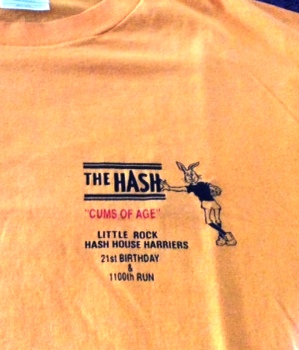 THE HASH
"CUMS OF AGE"
LITTLE ROCK
HASH HOUSE HARRIERS
21st BIRTHDAY
&
1100th RUN